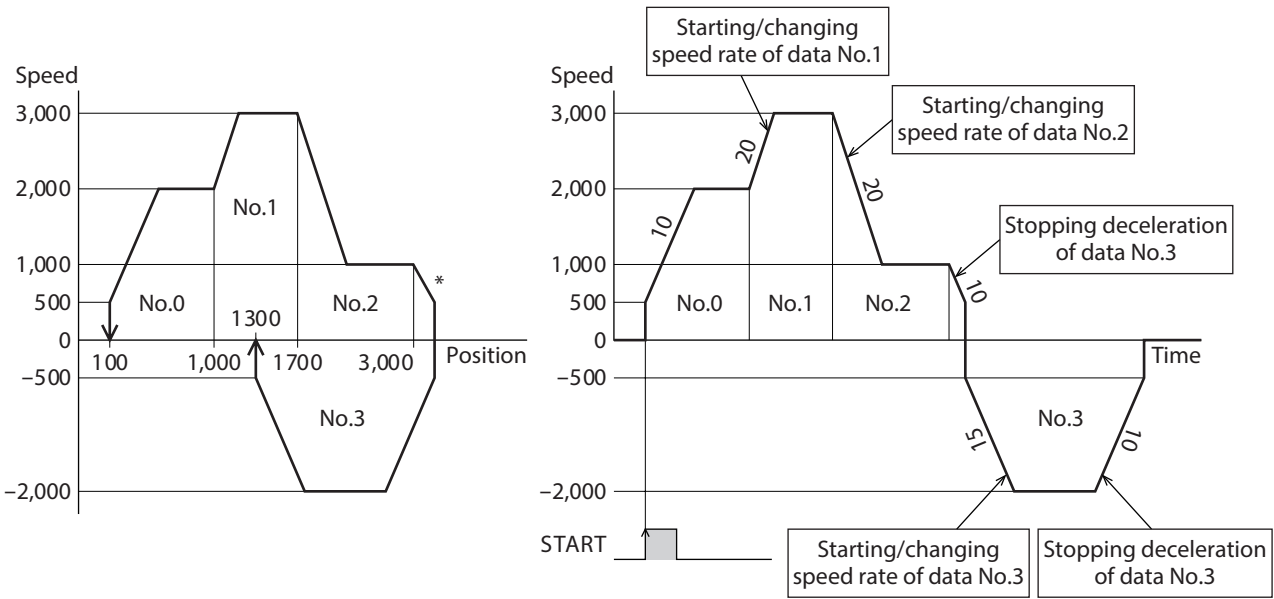 Speed
3,000
2,000
1,000
500
0
−500
−2,000
No.0
No.1
No.2
No.3
*
1300
100
1,000
1700
3,000
Position
Starting/changing
speed rate of data No.1
Starting/changing
speed rate of data No.2
Stopping deceleration
of data No.3
Speed
3,000
2,000
1,000
500
0
−500
−2,000
10
20
20
10
No.0
No.1
No.2
Time
No.3
15
10
START
Starting/changing
speed rate of data No.3
Stopping deceleration
of data No.3